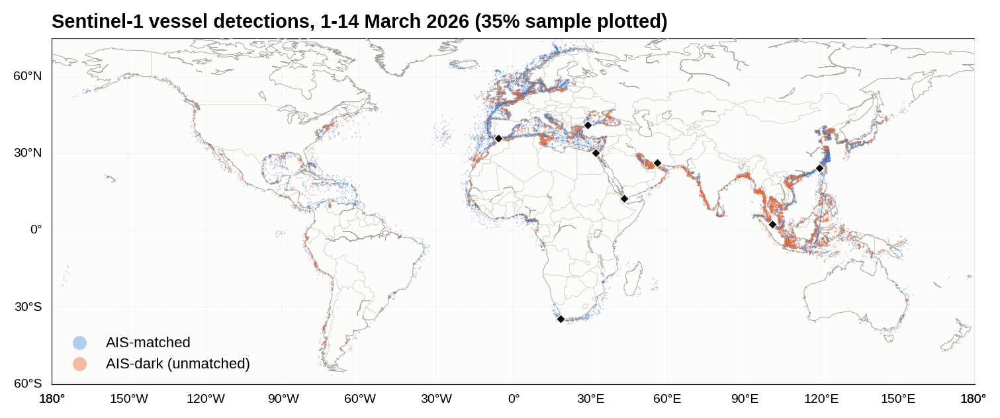 Sentinel-1 vessel detections, 1-14 March 2026 (35% sample plotted)
60°N
30°N
0°
30°S
60°S
AIS-matched
AIS-dark (unmatched)
180° 150°W 120°W 90°W 60°W 30°W 0° 30°E 60°E 90°E 120°E 150°E 180°